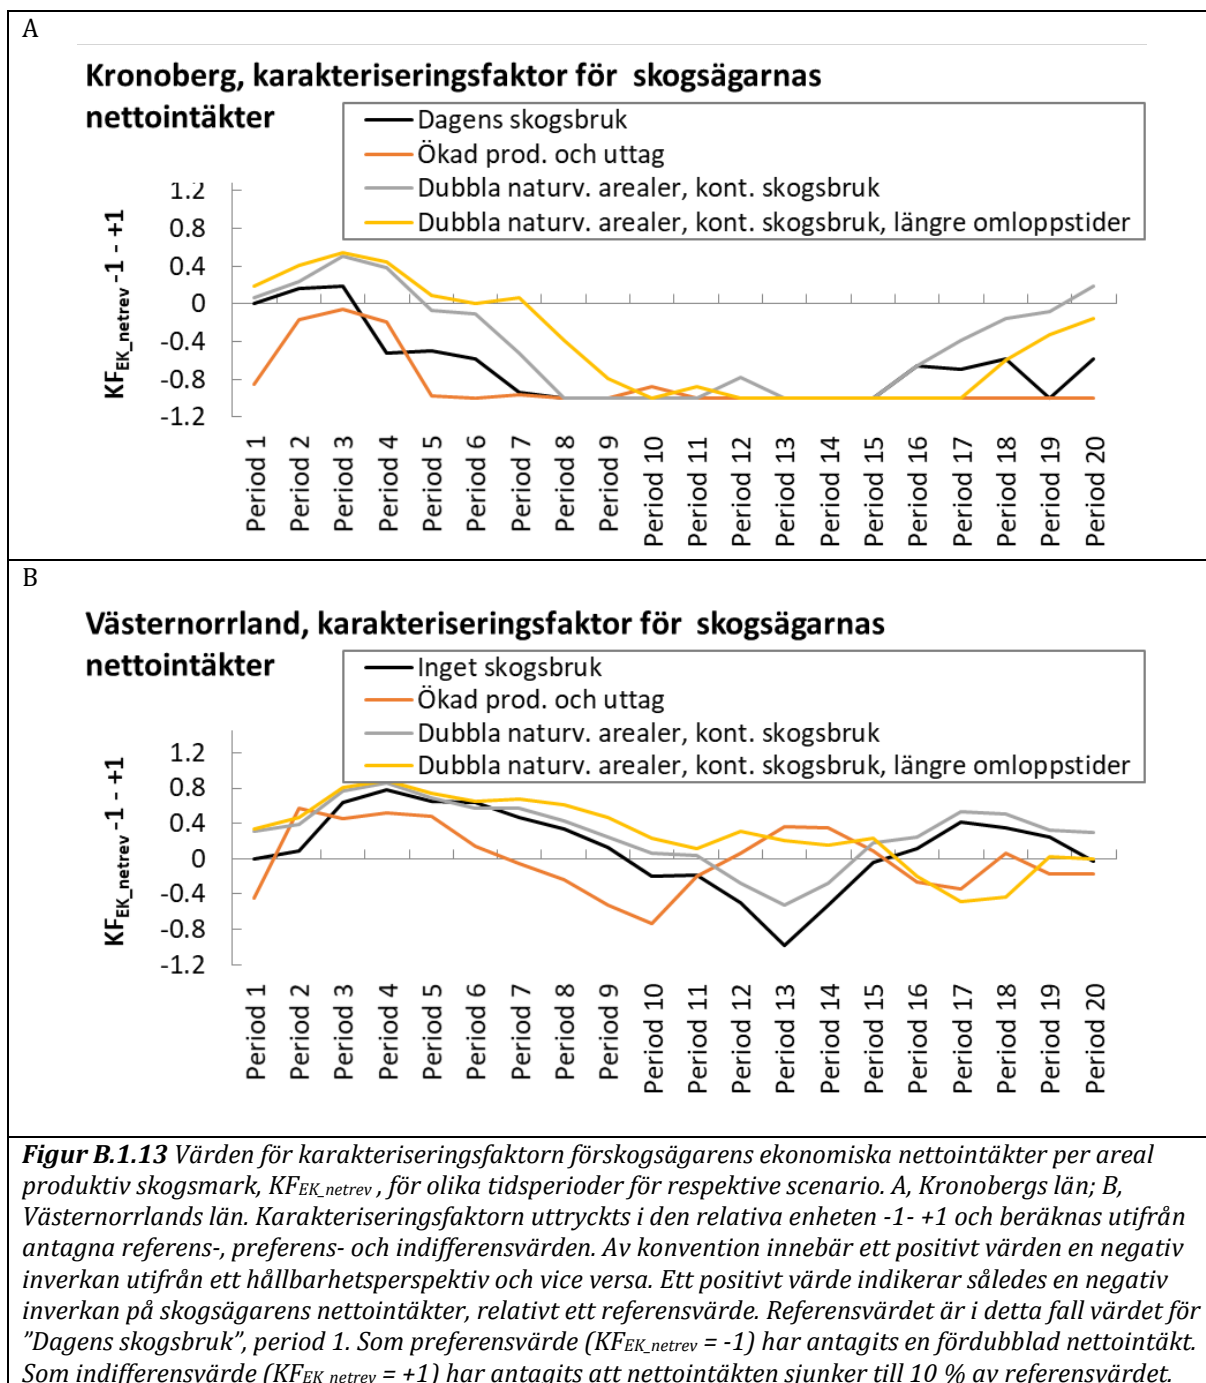 A
Kronoberg, karakteriseringsfaktor för skogsägarnas
nettointäkter
Dagens skogsbruk
Ökad prod. och uttag
Dubbla naturv. arealer, kont. skogsbruk
Dubbla naturv. arealer, kont. skogsbruk, längre omloppstider
KFEK_netrev -1 - +1
1.2
0.8
0.4
0
-0.4
-0.8
-1.2
Period 1
Period 2
Period 3
Period 4
Period 5
Period 6
Period 7
Period 8
Period 9
Period 10
Period 11
Period 12
Period 13
Period 14
Period 15
Period 16
Period 17
Period 18
Period 19
Period 20
B
Västernorrland, karakteriseringsfaktor för skogsägarnas
nettointäkter
Inget skogsbruk
Ökad prod. och uttag
Dubbla naturv. arealer, kont. skogsbruk
Dubbla naturv. arealer, kont. skogsbruk, längre omloppstider
KFEK_netrev -1 - +1
1.2
0.8
0.4
0
-0.4
-0.8
-1.2
Period 1
Period 2
Period 3
Period 4
Period 5
Period 6
Period 7
Period 8
Period 9
Period 10
Period 11
Period 12
Period 13
Period 14
Period 15
Period 16
Period 17
Period 18
Period 19
Period 20
Figur B.1.13 Värden för karakteriseringsfaktorn förskogsägarens ekonomiska nettointäkter per areal
produktiv skogsmark, KFEK_netrev , för olika tidsperioder för respektive scenario. A, Kronobergs län; B,
Västernorrlands län. Karakteriseringsfaktorn uttryckts i den relativa enheten -1- +1 och beräknas utifrån
antagna referens-, preferens- och indifferensvärden. Av konvention innebär ett positivt värden en negativ
inverkan utifrån ett hållbarhetsperspektiv och vice versa. Ett positivt värde indikerar således en negativ
inverkan på skogsägarens nettointäkter, relativt ett referensvärde. Referensvärdet är i detta fall värdet för
”Dagens skogsbruk”, period 1. Som preferensvärde (KFEK_netrev = -1) har antagits en fördubblad nettointäkt.
Som indifferensvärde (KFEK_netrev = +1) har antagits att nettointäkten sjunker till 10 % av referensvärdet.